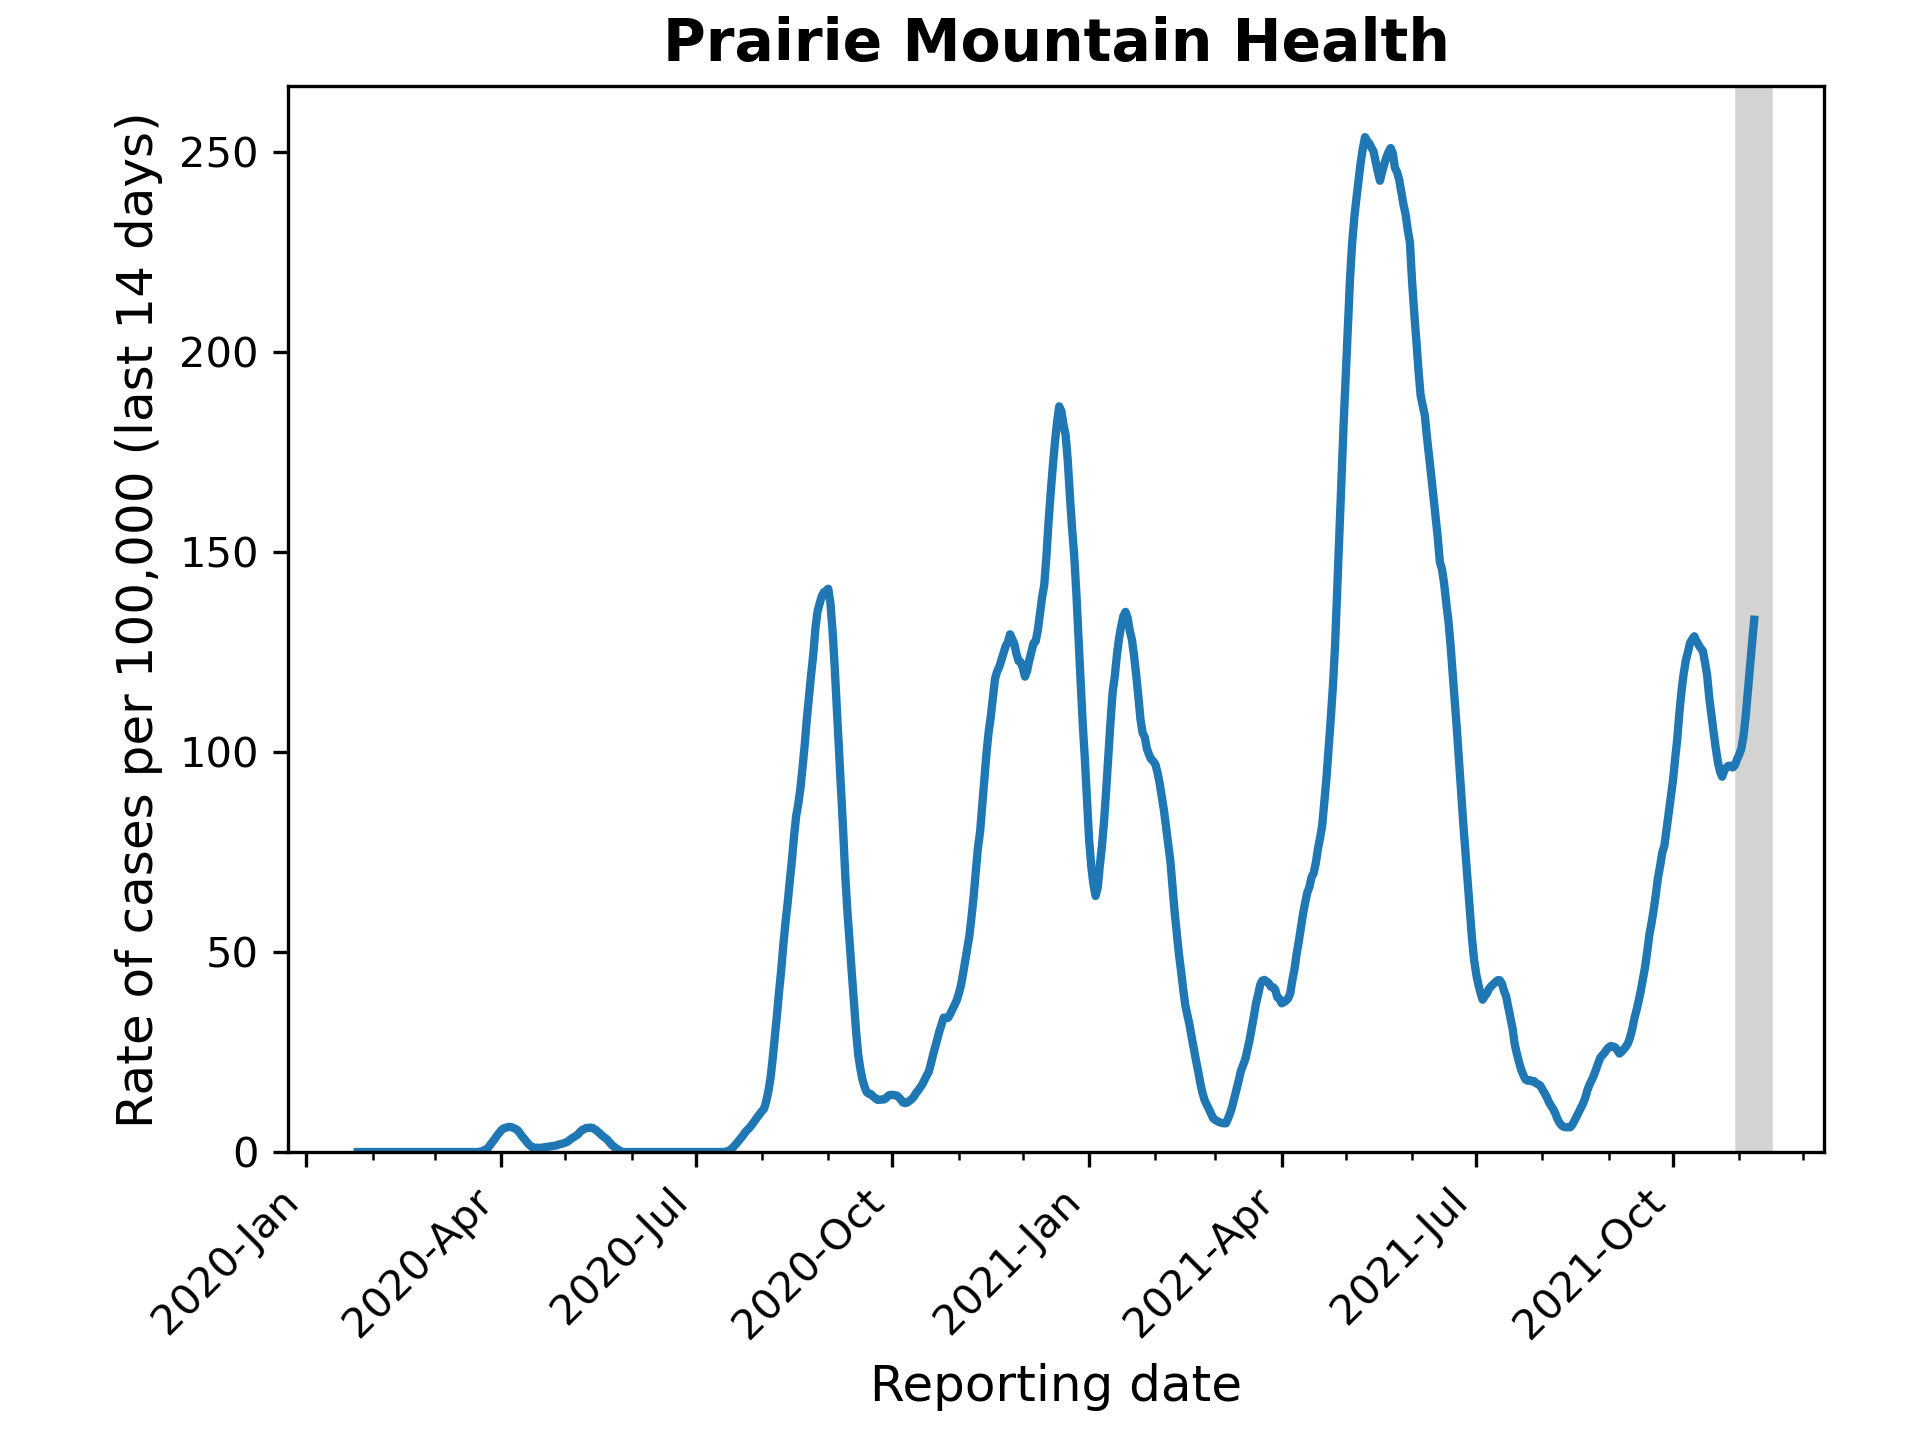 Prairie Mountain Health
Rate of cases per 100,000 (last 14 days)
250
200
150
100
50
0
2020-Jan
2020-Apr
2020-Jul
2020-Oct
2021-Jan
2021-Apr
2021-Jul
2021-Oct
Reporting date